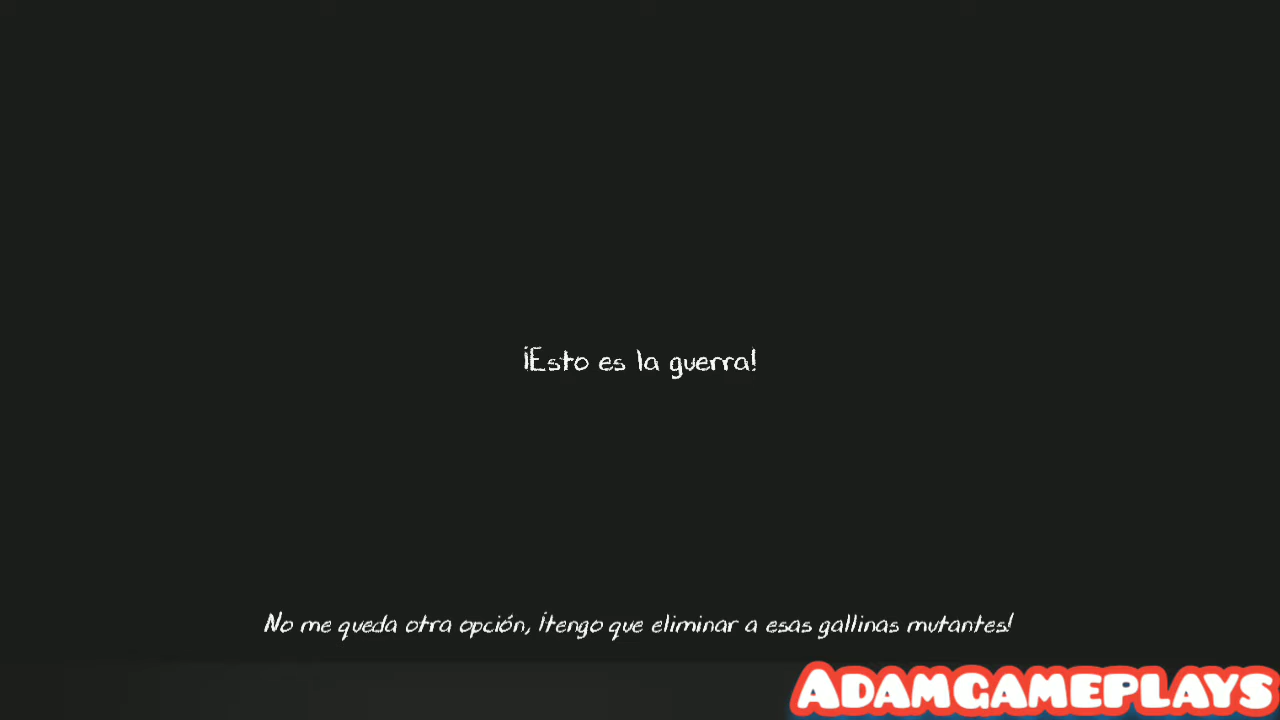 ¡Esto es la guerra!
No me queda otra opción, ¡tengo que eliminar a esas gallinas mutantes!
ADAMGAMEPLAYS